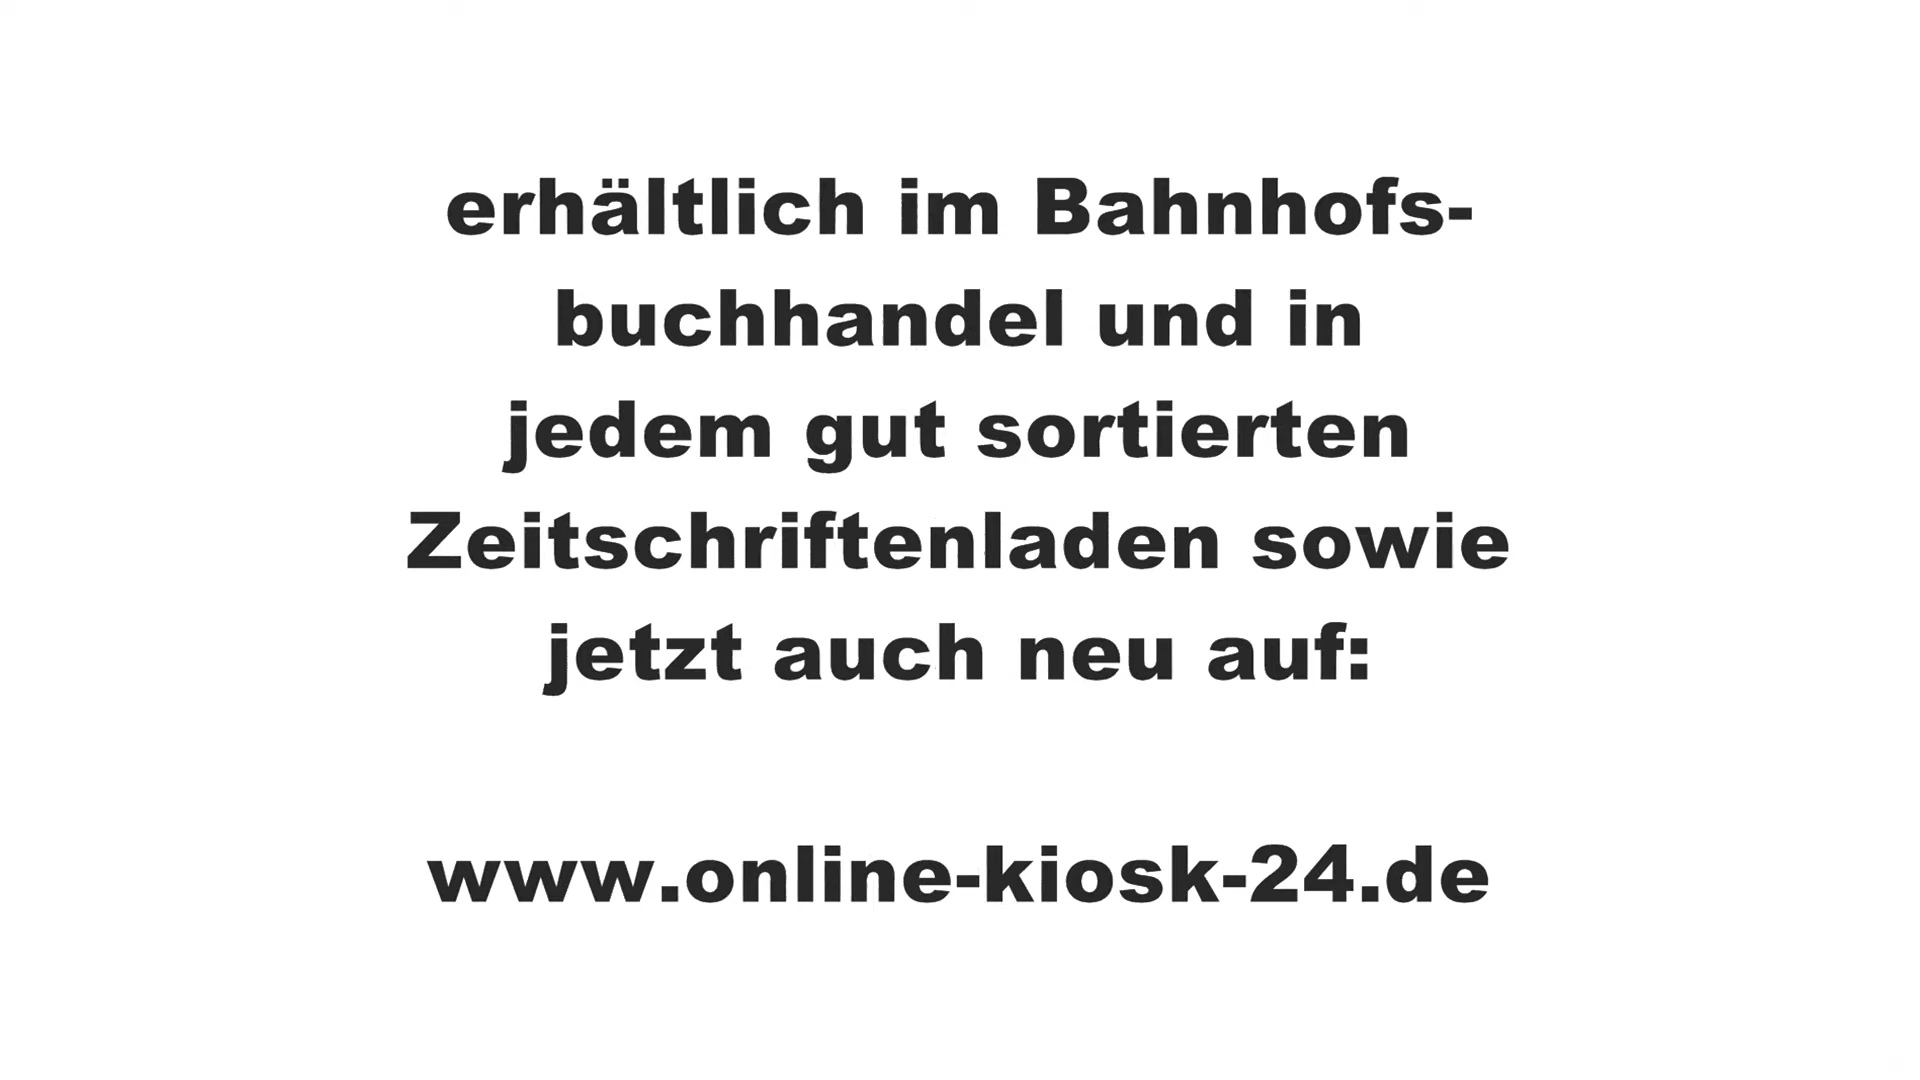 erhältlich im Bahnhofs-
buchhandel und in
jedem gut sortierten
Zeitschriftenladen sowie
jetzt auch neu auf:
www.online-kiosk-24.de